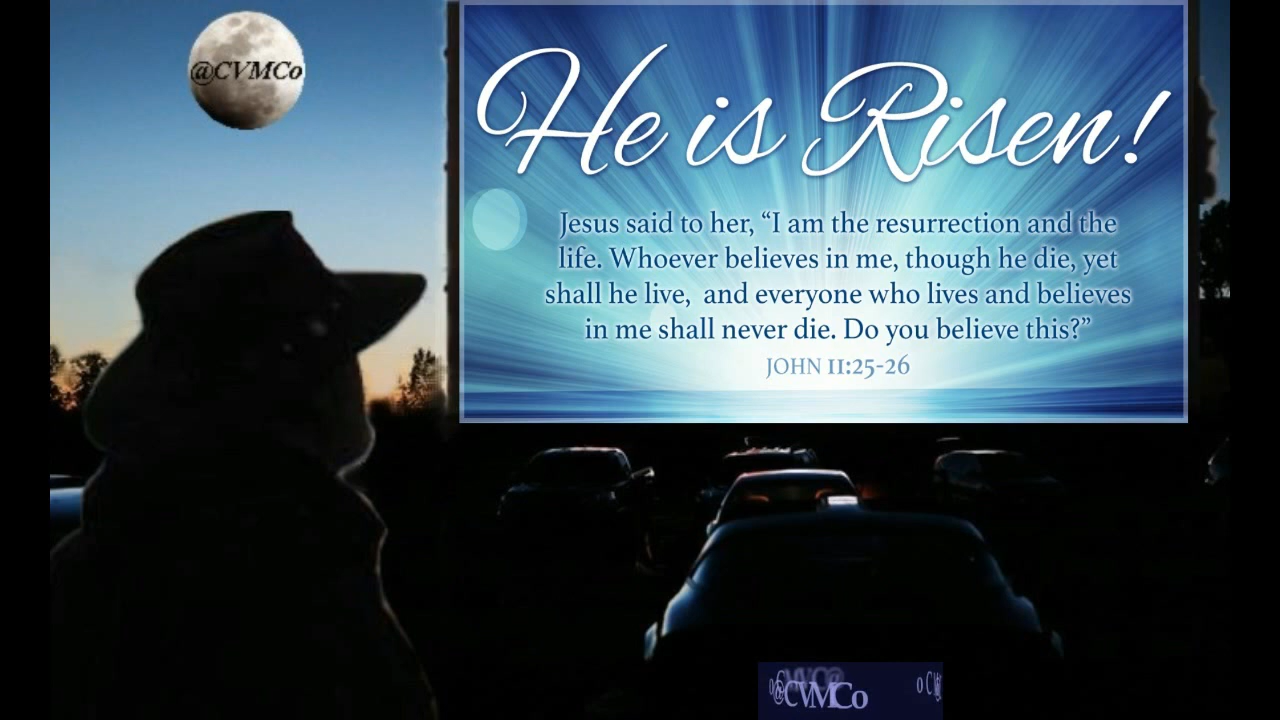 @CVMCo
He is Risen!
Jesus said to her, “I am the resurrection and the
life. Whoever believes in me, though he die, yet
shall he live,  and everyone who lives and believes
in me shall never die. Do you believe this?”
JOHN 11:25-26
@CVMCo